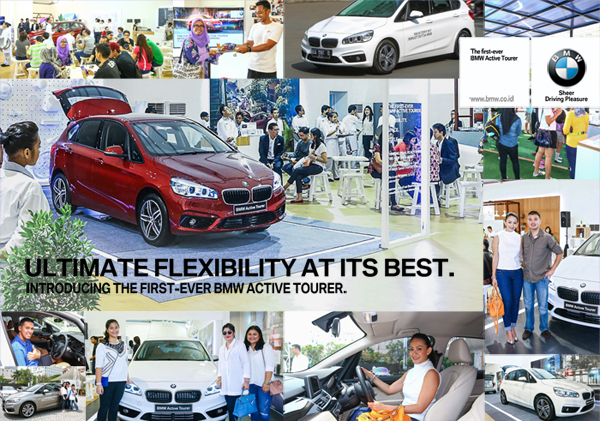 The first-ever
BMW Active Tourer
BMW
Sheer
Driving Pleasure
www.bmw.co.id
BMW Active Tourer
ULTIMATE FLEXIBILITY AT ITS BEST.
INTRODUCING THE FIRST-EVER BMW ACTIVE TOURER.
BMW Active Tourer
BMW Active Tourer